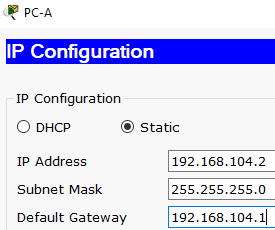 PC-A
IP Configuration
IP Configuration
DHCP Static
IP Address 192.168.104.2
Subnet Mask 255.255.255.0
Default Gateway 192.168.104.1